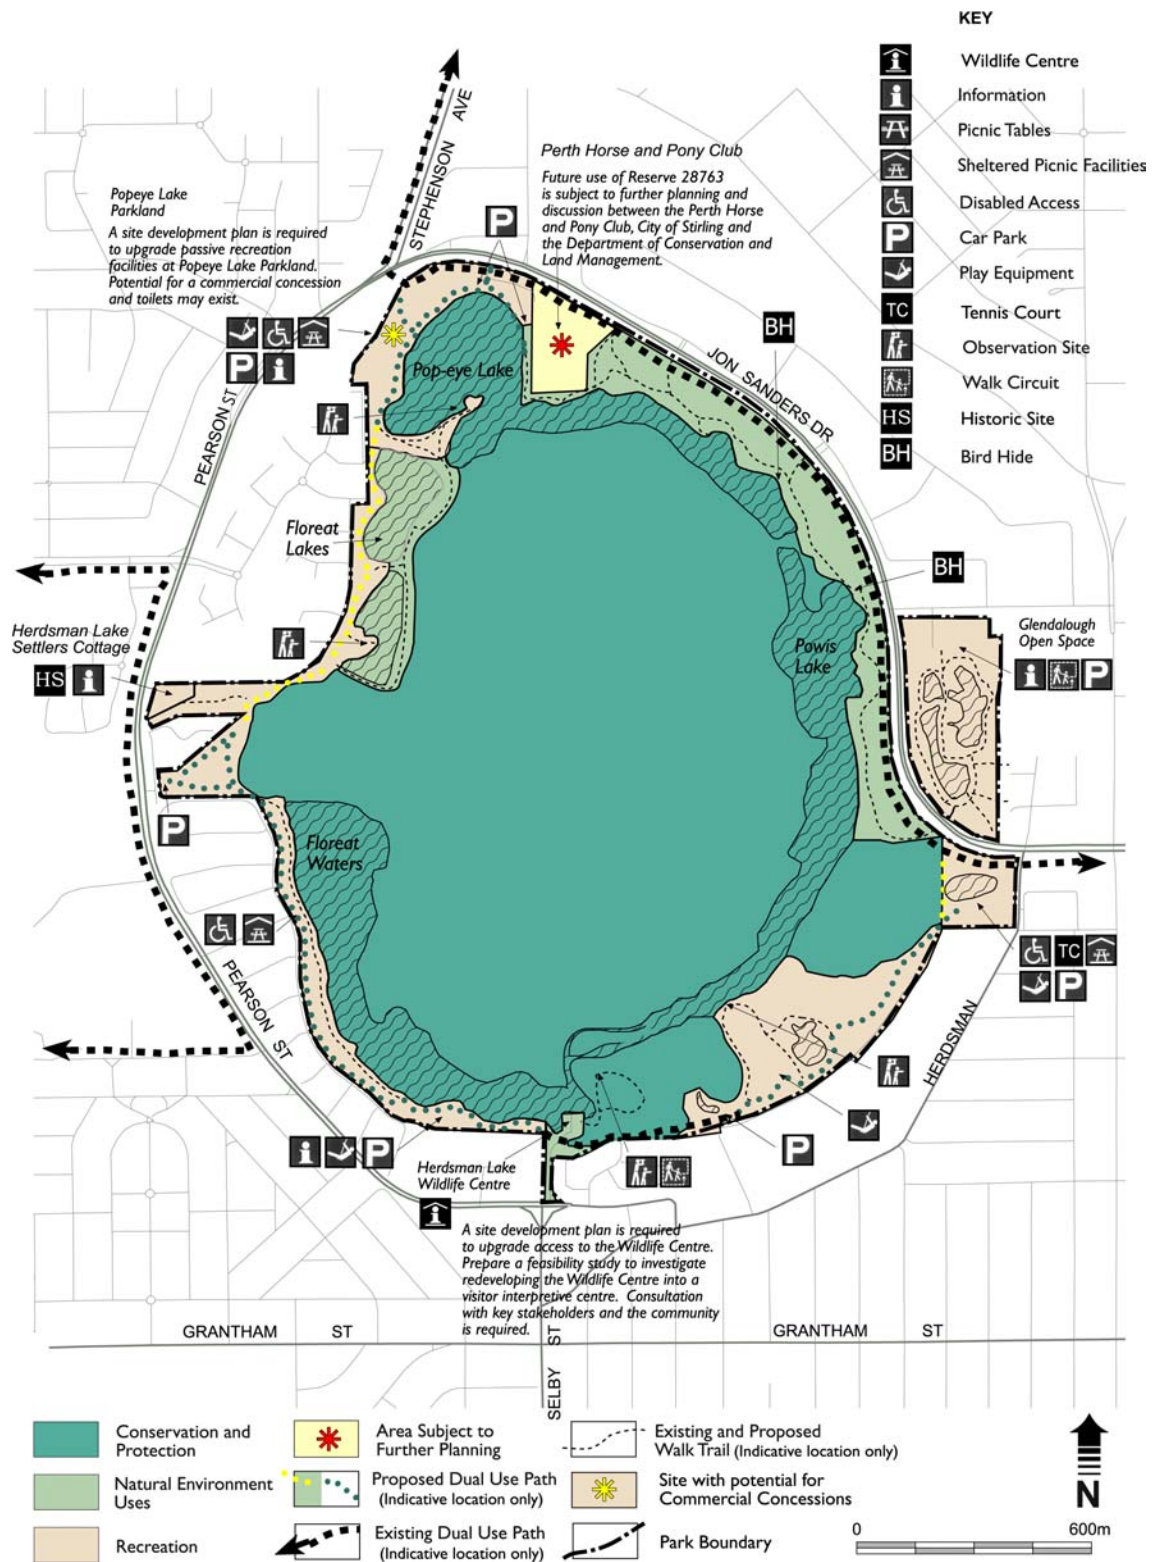 KEY
Wildlife Centre
Information
Picnic Tables
Sheltered Picnic Facilities
Disabled Access
P
Car Park
Play Equipment
TC
Tennis Court
Observation Site
Walk Circuit
HS
Historic Site
BH
Bird Hide
STEPHENSON AVE
Perth Horse and Pony Club
Future use of Reserve 28763
is subject to further planning and
discussion between the Perth Horse
and Pony Club, City of Stirling and
the Department of Conservation and
Land Management.
Popeye Lake
Parkland
A site development plan is required
to upgrade passive recreation
facilities at Popeye Lake Parkland.
Potential for a commercial concession
and toilets may exist.
P
P
BH
JON SANDERS DR
Pop-eye Lake
PEARSON ST
Floreat
Lakes
BH
Herdsman Lake
Settlers Cottage
HS
Glendalough
Open Space
P
Powis
Lake
P
Floreat
Waters
TC
P
PEARSON ST
HERDSMAN
P
P
Herdsman Lake
Wildlife Centre
A site development plan is required
to upgrade access to the Wildlife Centre.
Prepare a feasibility study to investigate
redeveloping the Wildlife Centre into a
visitor interpretive centre. Consultation
with key stakeholders and the community
is required.
GRANTHAM ST
GRANTHAM ST
SELBY ST
Conservation and
Protection
Natural Environment
Uses
Recreation
Area Subject to
Further Planning
Proposed Dual Use Path
(Indicative location only)
Existing Dual Use Path
(Indicative location only)
Existing and Proposed
Walk Trail (Indicative location only)
Site with potential for
Commercial Concessions
Park Boundary
N
0 600m